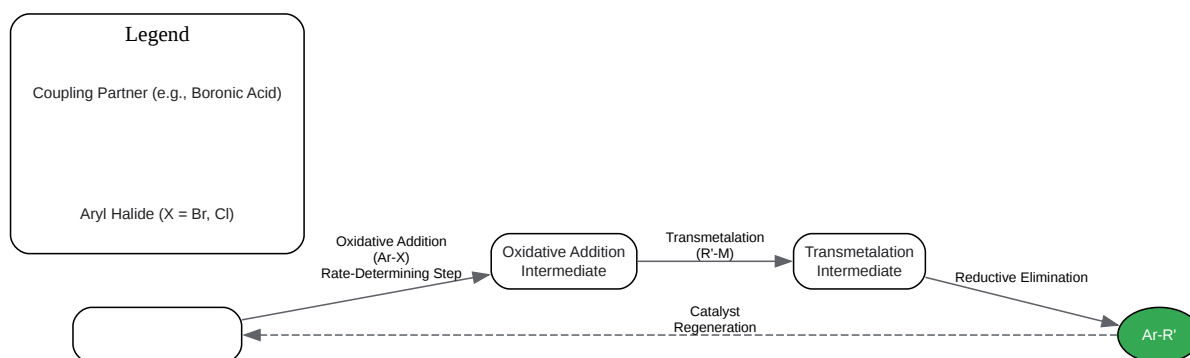 Legend
Coupling Partner (e.g., Boronic Acid)
Aryl Halide (X = Br, Cl)
Oxidative Addition
(Ar-X)
Rate-Determining Step
Oxidative Addition
Intermediate
Transmetalation
(R'-M)
Transmetalation
Intermediate
Reductive Elimination
Catalyst
Regeneration
Ar-R'